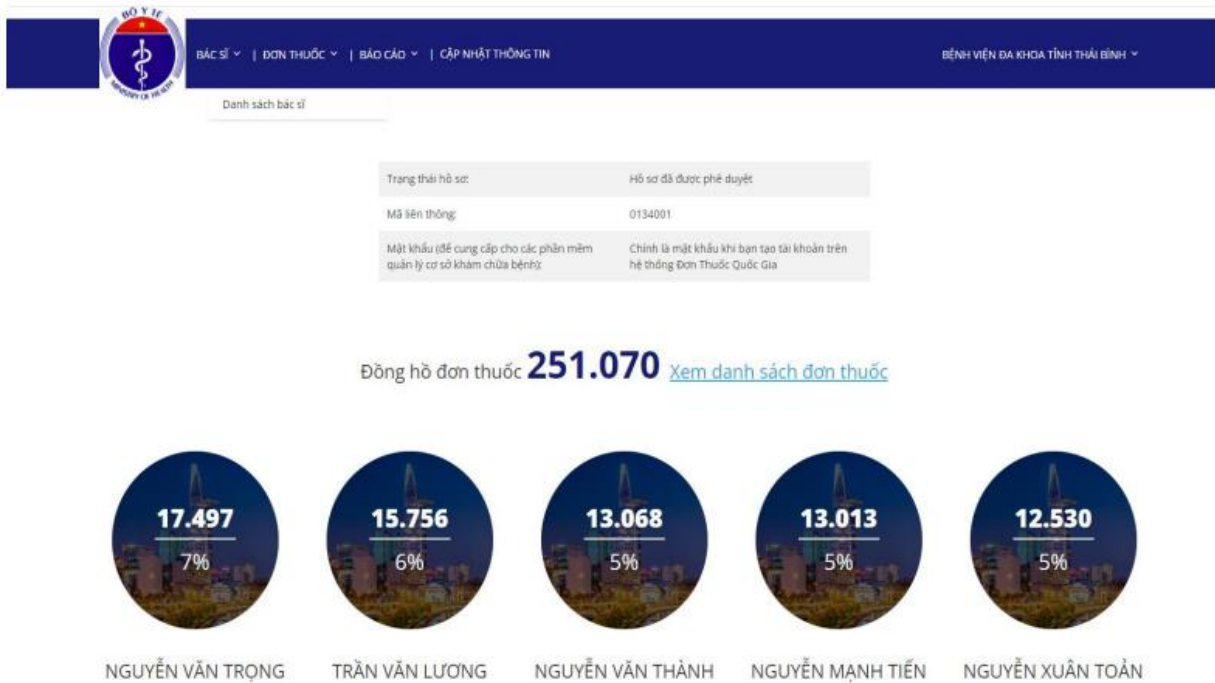 BỘ Y TẾ
MINISTRY OF HEALTH
BÁC SĨ | ĐƠN THUỐC | BÁO CÁO | CẬP NHẬT THÔNG TIN
BỆNH VIỆN ĐA KHOA TỈNH THÁI BÌNH
Danh sách bác sĩ
Trạng thái hồ sơ: Hồ sơ đã được phê duyệt
Mã liên thông: 0134001
Mật khẩu (để cung cấp cho các phần mềm
quản lý cơ sở khám chữa bệnh):
Chính là mật khẩu khi bạn tạo tài khoản trên
hệ thống Đơn Thuốc Quốc Gia
Đồng hồ đơn thuốc 251.070 Xem danh sách đơn thuốc
17.497
7%
NGUYỄN VĂN TRỌNG
15.756
6%
TRẦN VĂN LƯƠNG
13.068
5%
NGUYỄN VĂN THÀNH
13.013
5%
NGUYỄN MẠNH TIẾN
12.530
5%
NGUYỄN XUÂN TOẢN